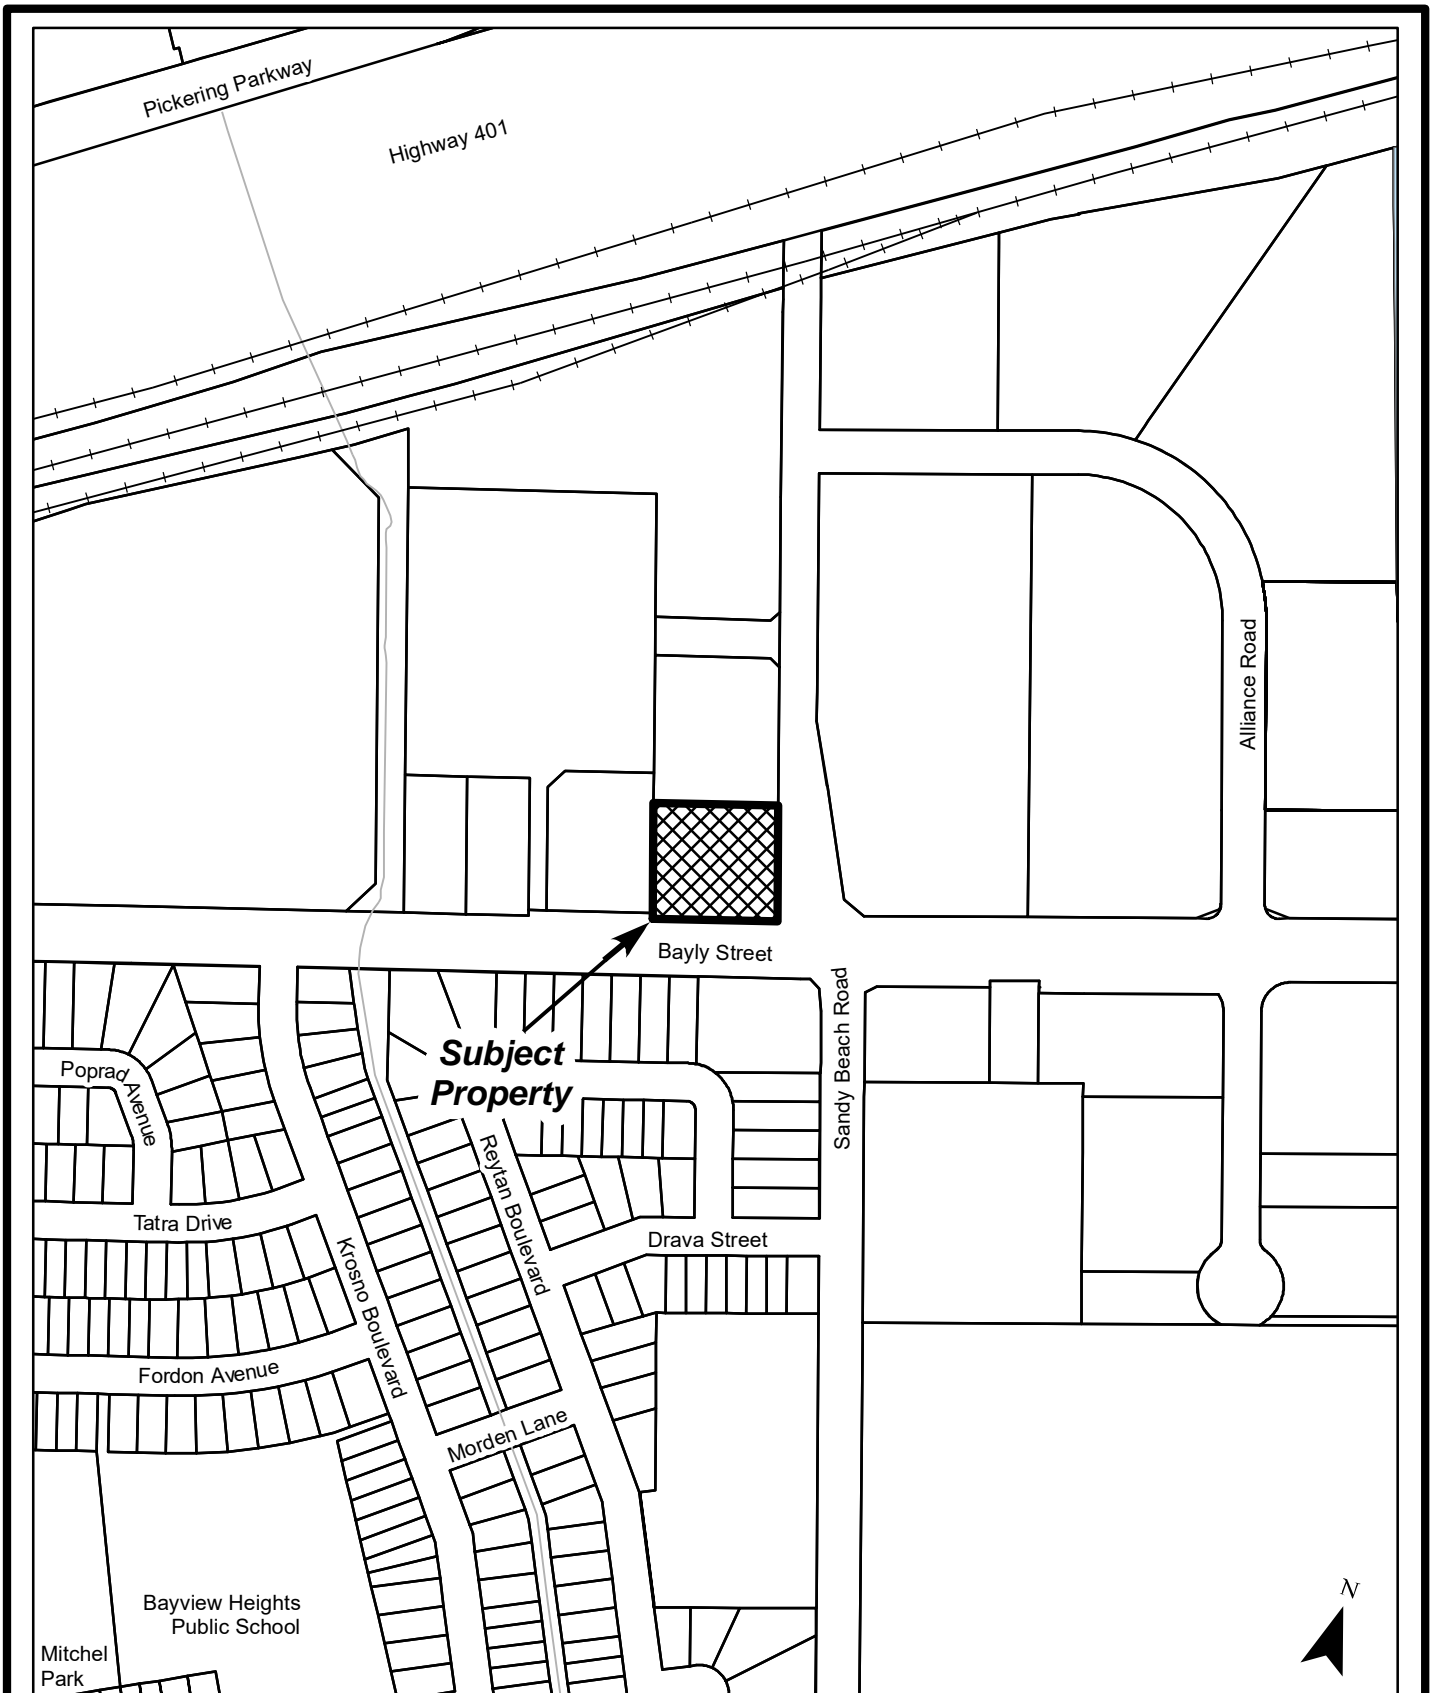 Pickering Parkway
Highway 401
Alliance Road
Bayly Street
Sandy Beach Road
Subject
Property
Poprad Avenue
Reytan Boulevard
Tatra Drive
Drava Street
Krosno Boulevard
Fordon Avenue
Morden Lane
Bayview Heights
Public School
Mitchel
Park
N